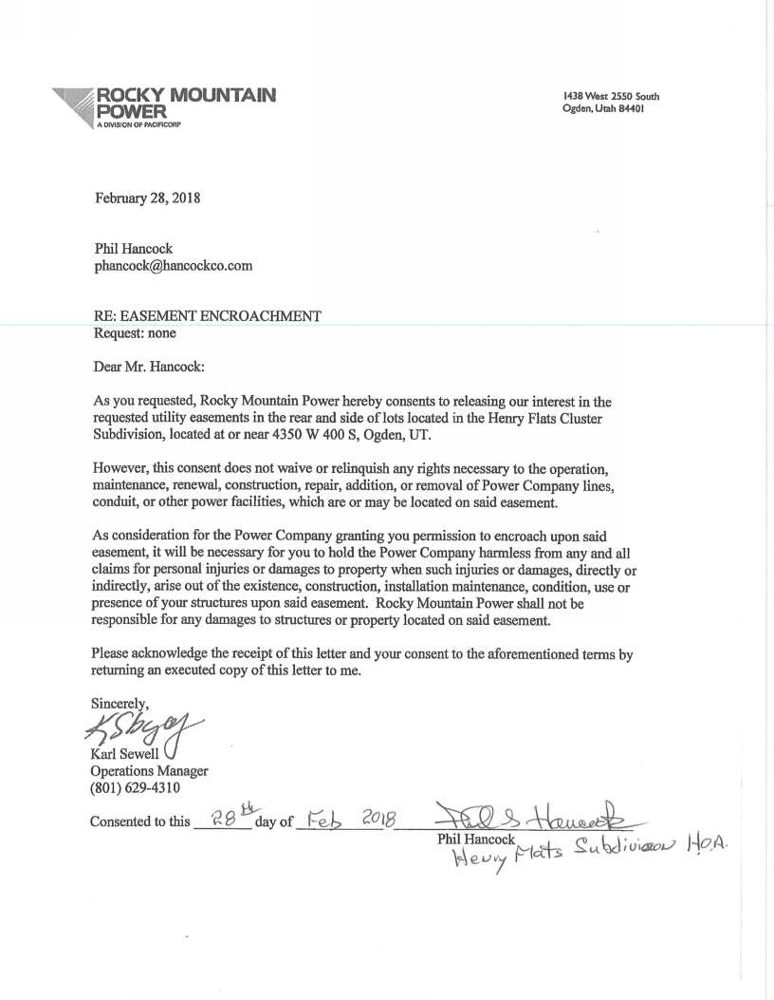 ROCKY MOUNTAIN
POWER
A DIVISION OF PACIFICORP
1438 West 2550 South
Ogden, Utah 84401
February 28, 2018
Phil Hancock
phancock@hancockco.com
RE: EASEMENT ENCROACHMENT
Request: none
Dear Mr. Hancock:
As you requested, Rocky Mountain Power hereby consents to releasing our interest in the
requested utility easements in the rear and side of lots located in the Henry Flats Cluster
Subdivision, located at or near 4350 W 400 S, Ogden, UT.
However, this consent does not waive or relinquish any rights necessary to the operation,
maintenance, renewal, construction, repair, addition, or removal of Power Company lines,
conduit, or other power facilities, which are or may be located on said easement.
As consideration for the Power Company granting you permission to encroach upon said
easement, it will be necessary for you to hold the Power Company harmless from any and all
claims for personal injuries or damages to property when such injuries or damages, directly or
indirectly, arise out of the existence, construction, installation maintenance, condition, use or
presence of your structures upon said easement. Rocky Mountain Power shall not be
responsible for any damages to structures or property located on said easement.
Please acknowledge the receipt of this letter and your consent to the aforementioned terms by
returning an executed copy of this letter to me.
Sincerely,
Karl Sewell
Operations Manager
(801) 629-4310
Consented to this 28th day of Feb 2018 Phil S Hancock
Phil Hancock
Henry Flats Subdivision H.O.A.